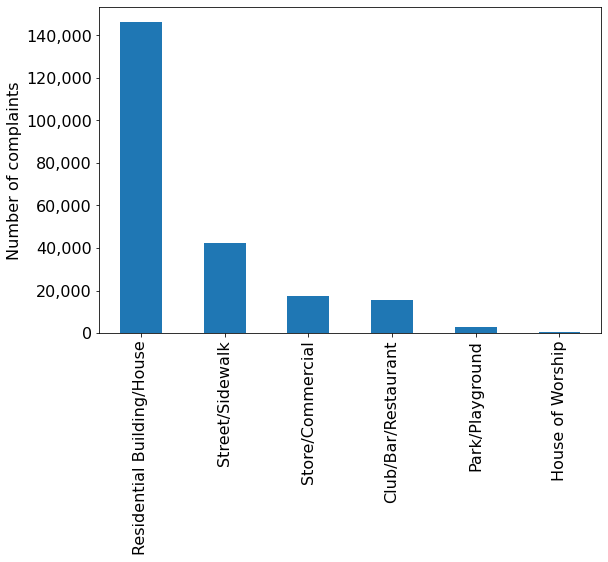 Number of complaints
140,000
120,000
100,000
80,000
60,000
40,000
20,000
0
Residential Building/House
Street/Sidewalk
Store/Commercial
Club/Bar/Restaurant
Park/Playground
House of Worship